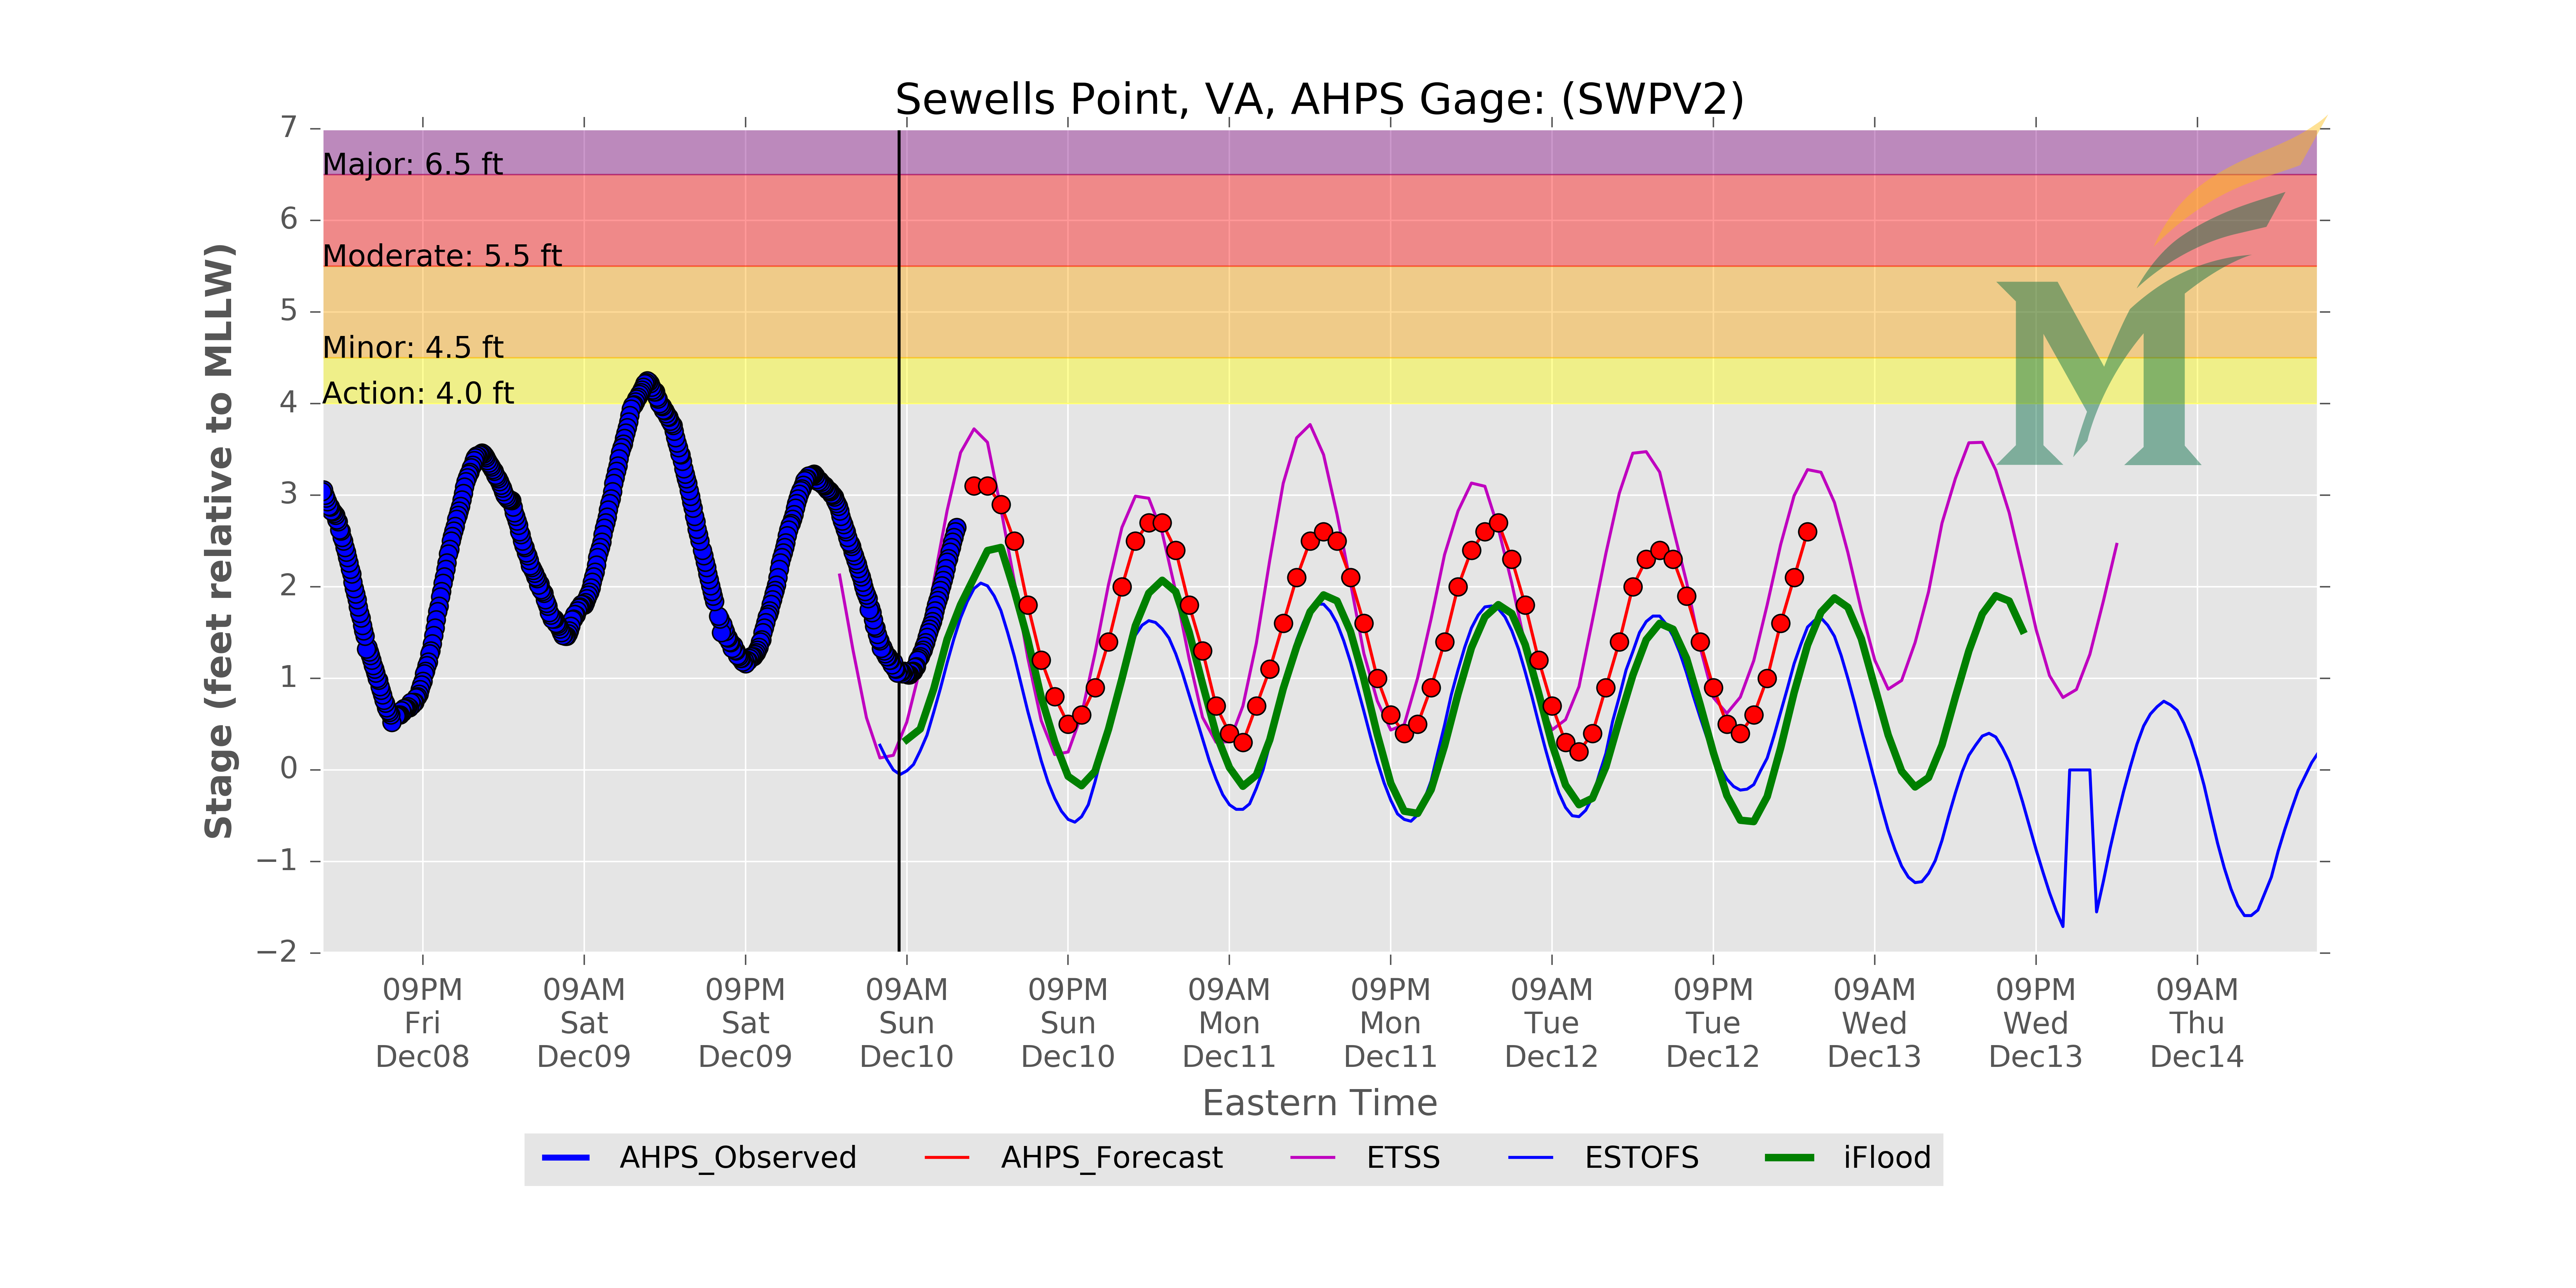 Sewells Point, VA, AHPS Gage: (SWPV2)
Stage (feet relative to MLLW)
7
6
5
4
3
2
1
0
−1
−2
Major: 6.5 ft
Moderate: 5.5 ft
Minor: 4.5 ft
Action: 4.0 ft
M
09PM
Fri
Dec08
09AM
Sat
Dec09
09PM
Sat
Dec09
09AM
Sun
Dec10
09PM
Sun
Dec10
09AM
Mon
Dec11
09PM
Mon
Dec11
09AM
Tue
Dec12
09PM
Tue
Dec12
09AM
Wed
Dec13
09PM
Wed
Dec13
09AM
Thu
Dec14
Eastern Time
AHPS_Observed AHPS_Forecast ETSS ESTOFS iFlood